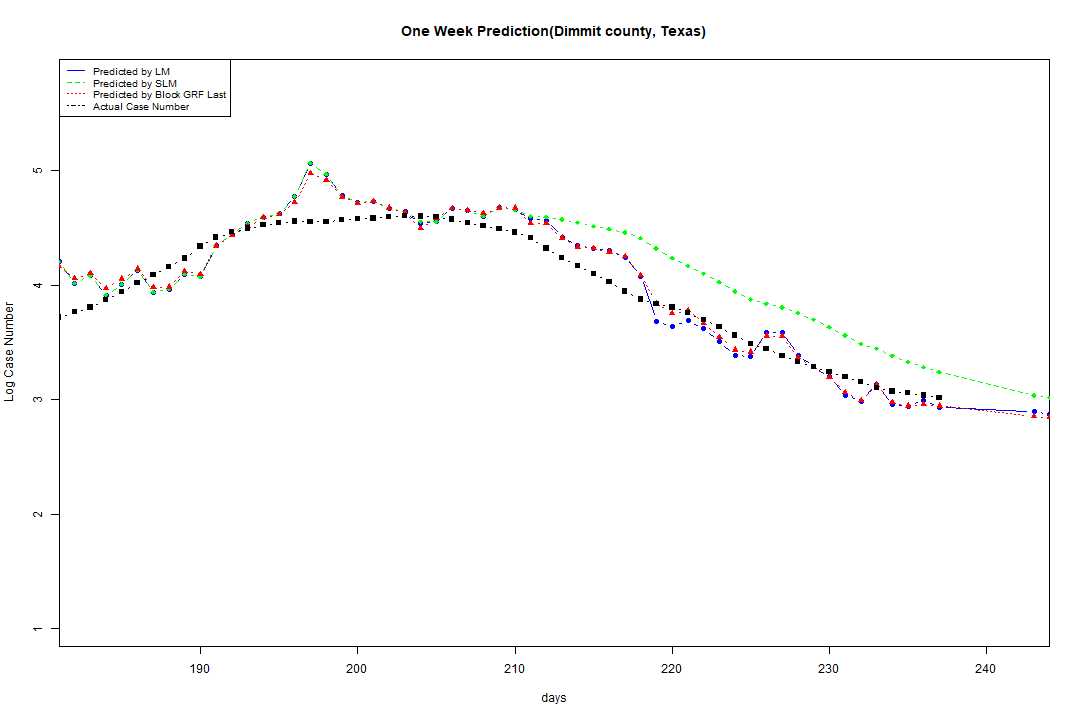 One Week Prediction(Dimmit county, Texas)
Predicted by LM
Predicted by SLM
Predicted by Block GRF Last
Actual Case Number
5
4
3
2
1
Log Case Number
190 200 210 220 230 240
days